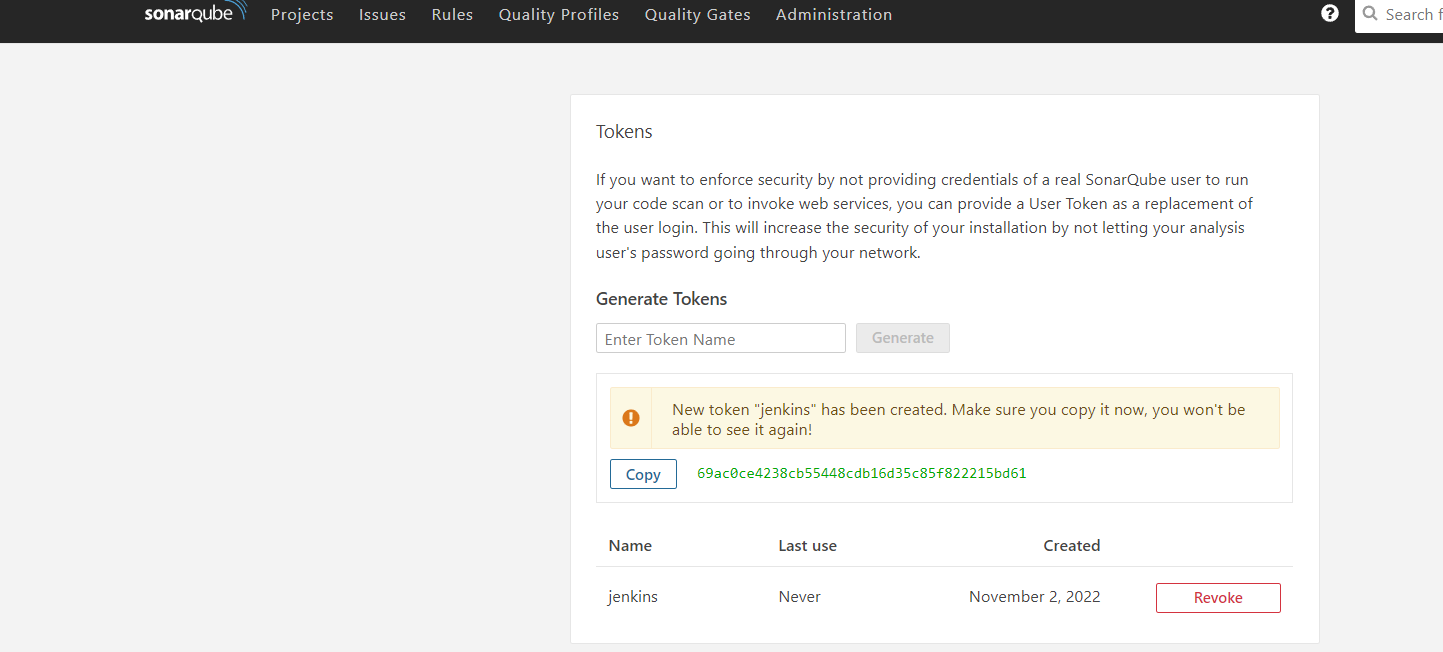 sonarqube Projects Issues Rules Quality Profiles Quality Gates Administration ? Search f
Tokens
If you want to enforce security by not providing credentials of a real SonarQube user to run
your code scan or to invoke web services, you can provide a User Token as a replacement of
the user login. This will increase the security of your installation by not letting your analysis
user's password going through your network.
Generate Tokens
Enter Token Name Generate
New token "jenkins" has been created. Make sure you copy it now, you won't be
able to see it again!
Copy 69ac0ce4238cb55448cdb16d35c85f822215bd61
Name Last use Created
jenkins Never November 2, 2022 Revoke